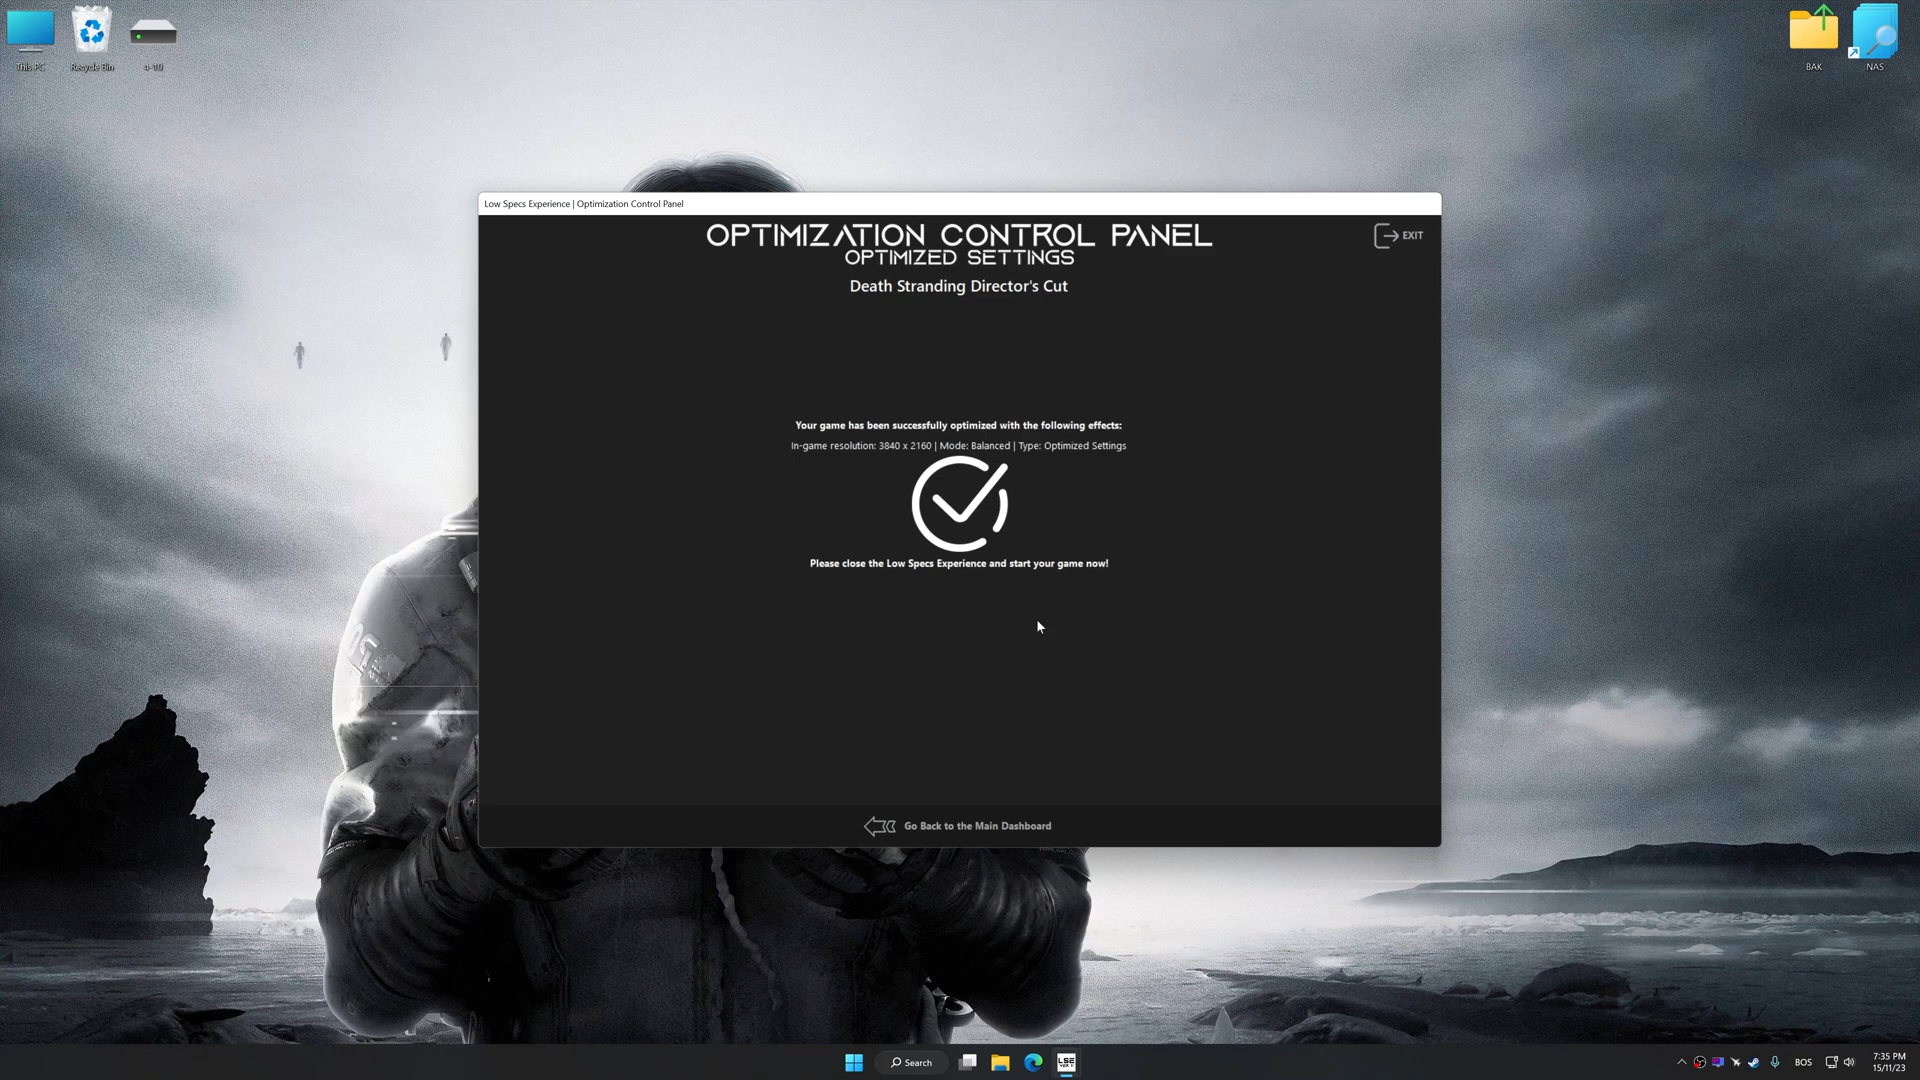 This PC
Recycle Bin
4-10
BAK
NAS
Low Specs Experience | Optimization Control Panel
OPTIMIZATION CONTROL PANEL
OPTIMIZED SETTINGS
EXIT
Death Stranding Director's Cut
Your game has been successfully optimized with the following effects:
In-game resolution: 3840 x 2160 | Mode: Balanced | Type: Optimized Settings
Please close the Low Specs Experience and start your game now!
Go Back to the Main Dashboard
Search
LSE
BOS
7:35 PM
15/11/23